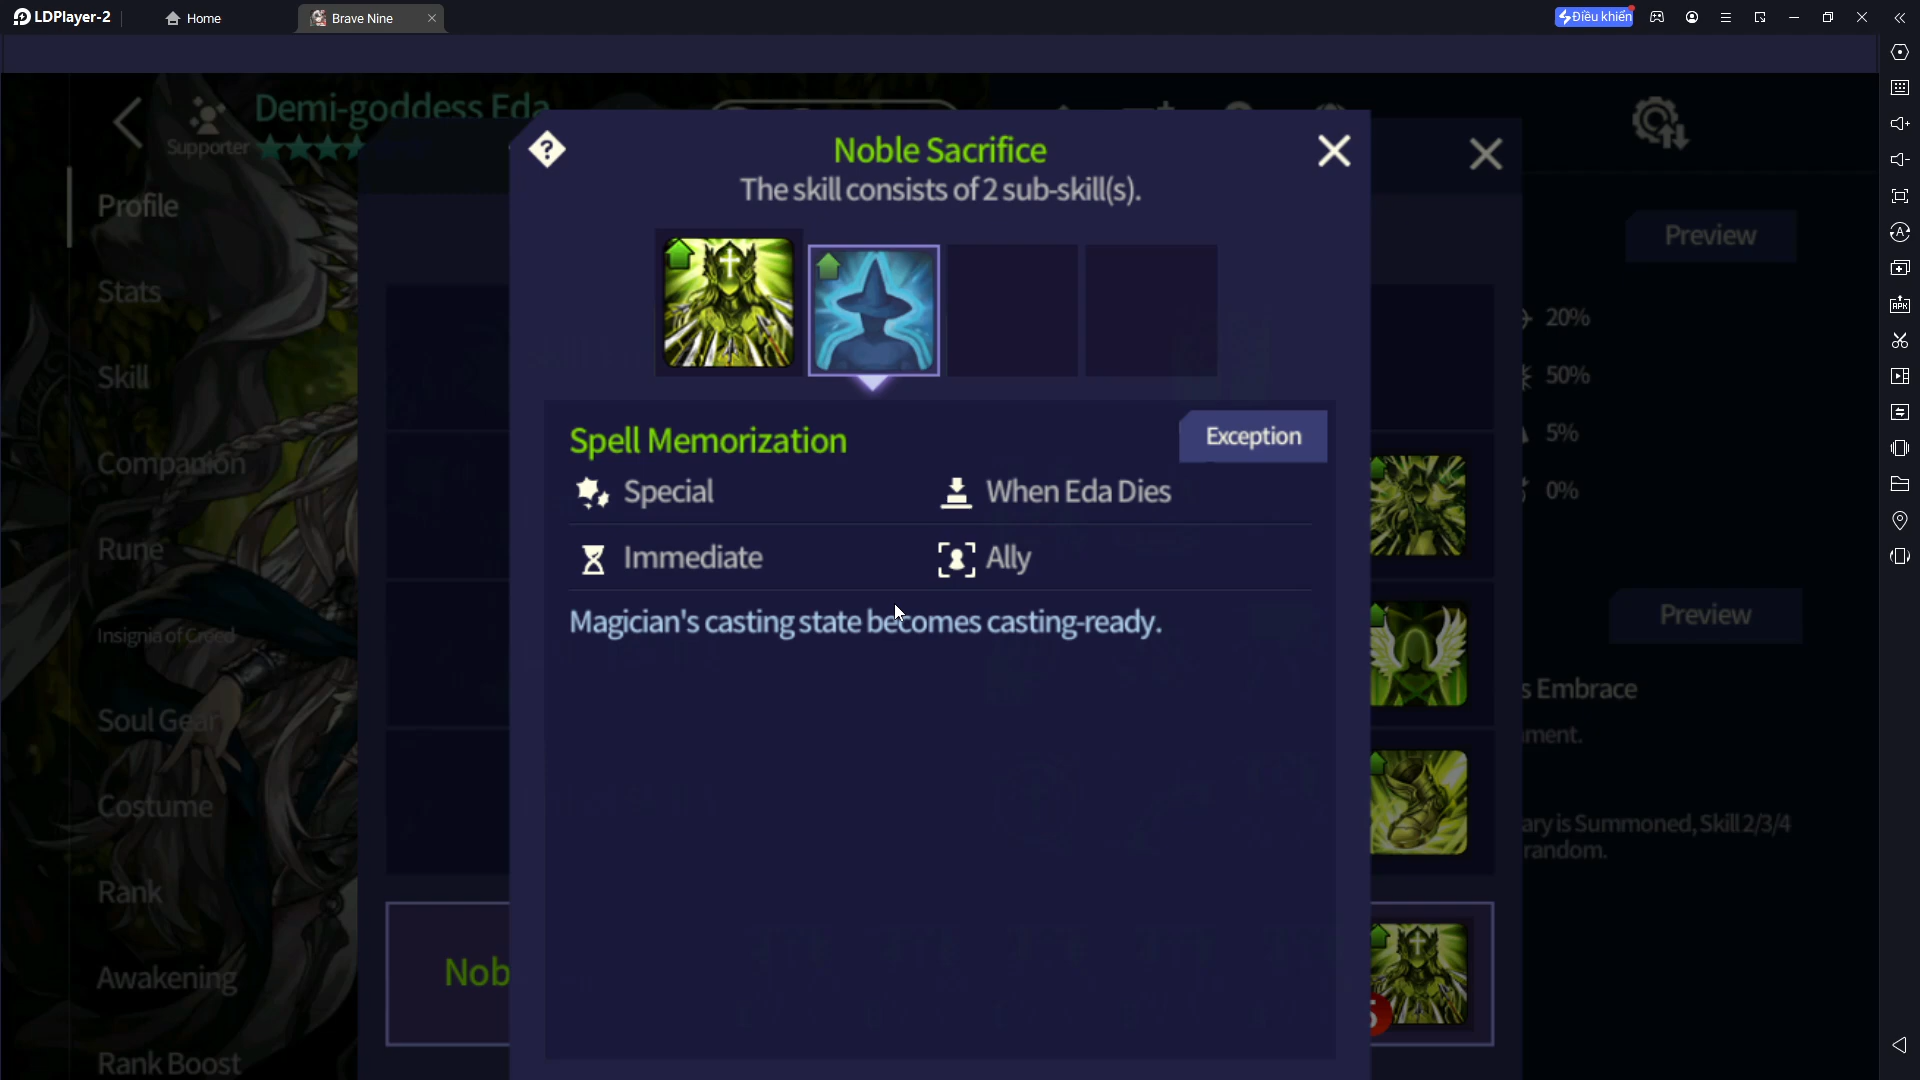 LDPlayer-2
Home
Brave Nine
Điều khiển
Supporter
Demi-goddess Eda
Noble Sacrifice
The skill consists of 2 sub-skill(s).
Profile
Stats
Skill
Companion
Rune
Insignia of Creed
Soul Gear
Costume
Rank
Awakening
Rank Boost
Spell Memorization
Exception
Special
When Eda Dies
Immediate
Ally
Magician's casting state becomes casting-ready.
Nob
Preview
20%
50%
5%
0%
Preview
s Embrace
ment.
ary is Summoned, Skill 2/3/4
random.